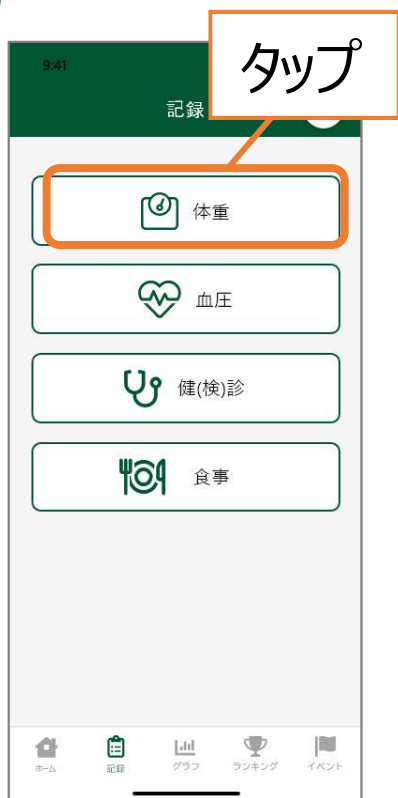 タップ
9:41
記録
体重
血圧
健(検)診
食事
ホーム
記録
グラフ
ランキング
イベント